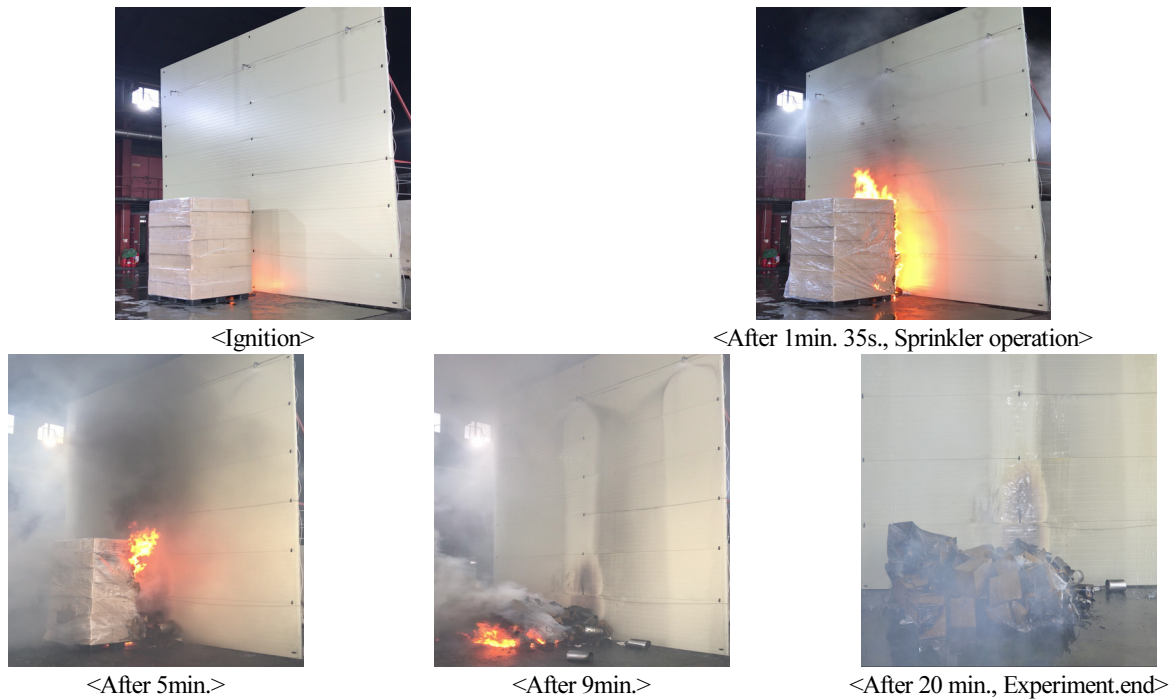 <Ignition>
<After 1min. 35s., Sprinkler operation>
<After 5min.>
<After 9min.>
<After 20 min., Experiment.end>